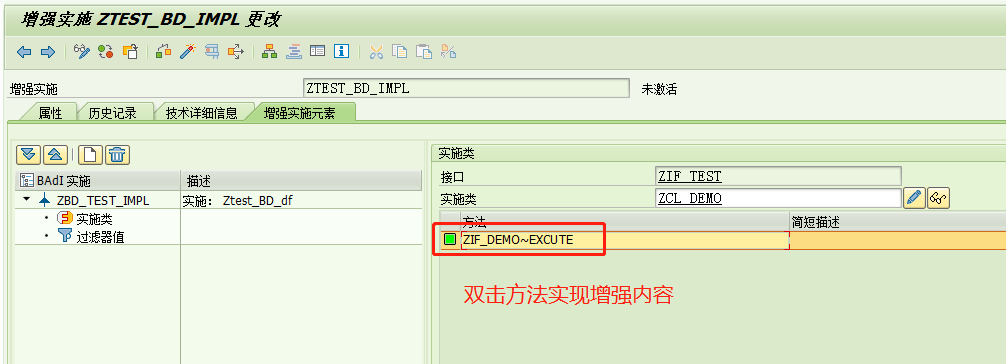 增强实施 ZTEST_BD_IMPL 更改
增强实施 ZTEST_BD_IMPL 未激活
属性 历史记录 技术详细信息 增强实施元素
实施类
接口 ZIF_TEST
实施类 ZCL_DEMO
BAdI 实施 描述
ZBD_TEST_IMPL 实施: Ztest_BD_df
实施类
过滤器值
方法 简短描述
ZIF_DEMO~EXCUTE
双击方法实现增强内容